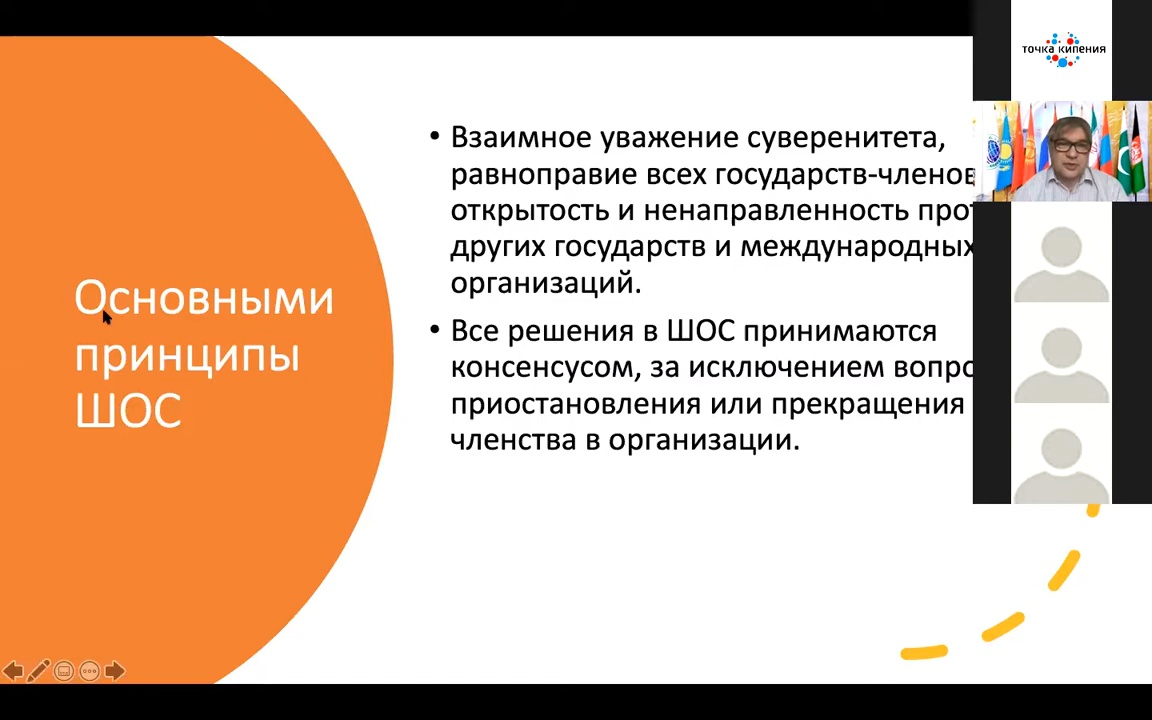 точка кипения
Основными
принципы
ШОС
• Взаимное уважение суверенитета,
равноправие всех государств-членов
открытость и ненаправленность
других государств и международных
организаций.
• Все решения в ШОС принимаются
консенсусом, за исключением
приостановления или прекращения
членства в организации.